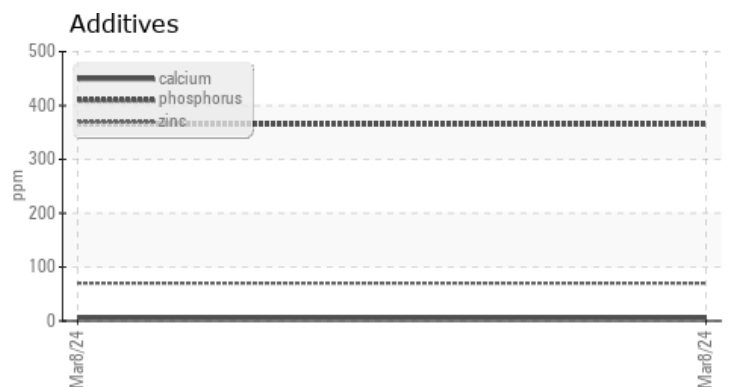 Additives
500
400
300
200
100
0
ppm
calcium
phosphorus
zinc
Mar8/24
Mar8/24